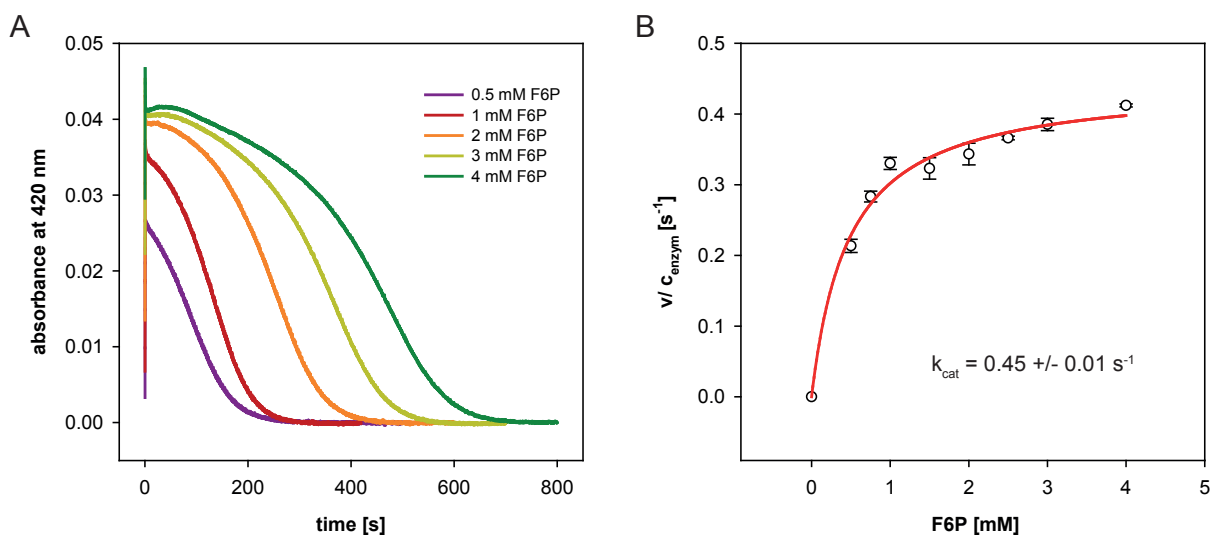 A
0.05
0.04
0.03
0.02
0.01
0.00
absorbance at 420 nm
0.5 mM F6P
1 mM F6P
2 mM F6P
3 mM F6P
4 mM F6P
0 200 400 600 800
time [s]
B
0.5
0.4
0.3
0.2
0.1
0.0
v/ c_enzym [s⁻¹]
k_cat = 0.45 +/- 0.01 s⁻¹
0 1 2 3 4 5
F6P [mM]